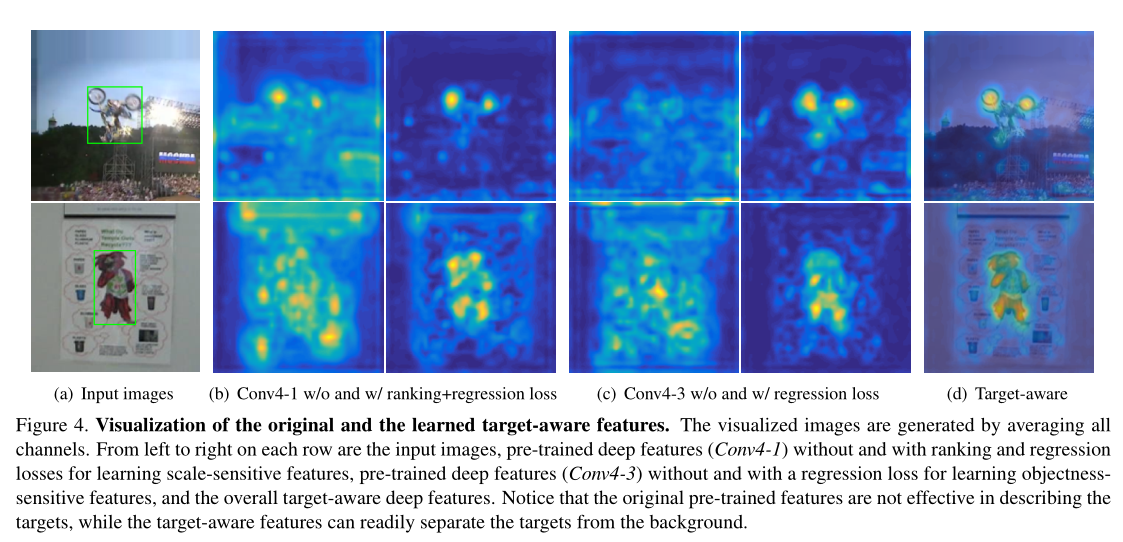 (a) Input images
(b) Conv4-1 w/o and w/ ranking+regression loss
(c) Conv4-3 w/o and w/ regression loss
(d) Target-aware
Figure 4. Visualization of the original and the learned target-aware features. The visualized images are generated by averaging all
channels. From left to right on each row are the input images, pre-trained deep features (Conv4-1) without and with ranking and regression
losses for learning scale-sensitive features, pre-trained deep features (Conv4-3) without and with a regression loss for learning objectness-
sensitive features, and the overall target-aware deep features. Notice that the original pre-trained features are not effective in describing the
targets, while the target-aware features can readily separate the targets from the background.